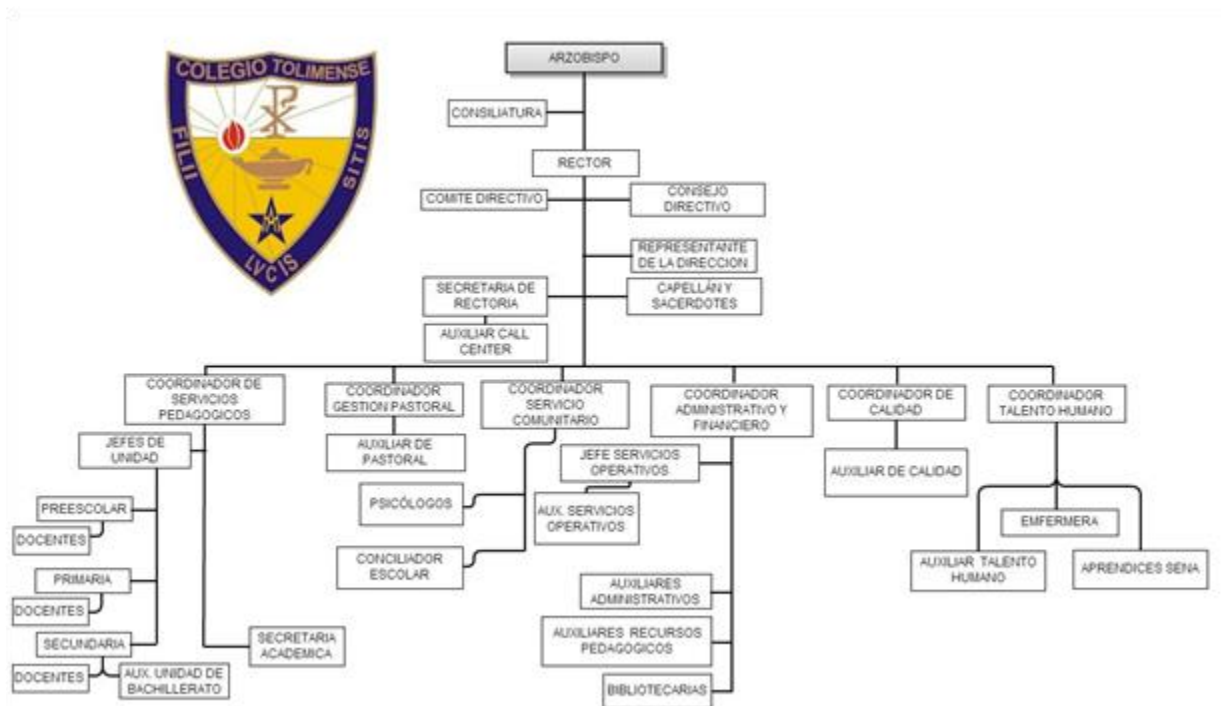 COLEGIO TOLIMENSE
FILII
SITIS
LVCIS
ARZOBISPO
CONSILIATURA
RECTOR
COMITE DIRECTIVO
CONSEJO
DIRECTIVO
REPRESENTANTE
DE LA DIRECCION
SECRETARIA DE
RECTORIA
CAPELLÁN Y
SACERDOTES
AUXILIAR CALL
CENTER
COORDINADOR DE
SERVICIOS
PEDAGOGICOS
COORDINADOR
GESTION PASTORAL
COORDINADOR
SERVICIO
COMUNITARIO
COORDINADOR
ADMINISTRATIVO Y
FINANCIERO
COORDINADOR DE
CALIDAD
COORDINADOR
TALENTO HUMANO
JEFES DE
UNIDAD
AUXILIAR DE
PASTORAL
JEFE SERVICIOS
OPERATIVOS
AUXILIAR DE CALIDAD
PSICÓLOGOS
AUX. SERVICIOS
OPERATIVOS
PREESCOLAR
DOCENTES
EMFERMERA
CONCILIADOR
ESCOLAR
AUXILIAR TALENTO
HUMANO
APRENDICES SENA
PRIMARIA
DOCENTES
AUXILIARES
ADMINISTRATIVOS
SECUNDARIA
SECRETARIA
ACADEMICA
AUXILIARES RECURSOS
PEDAGOGICOS
DOCENTES
AUX. UNIDAD DE
BACHILLERATO
BIBLIOTECARIAS